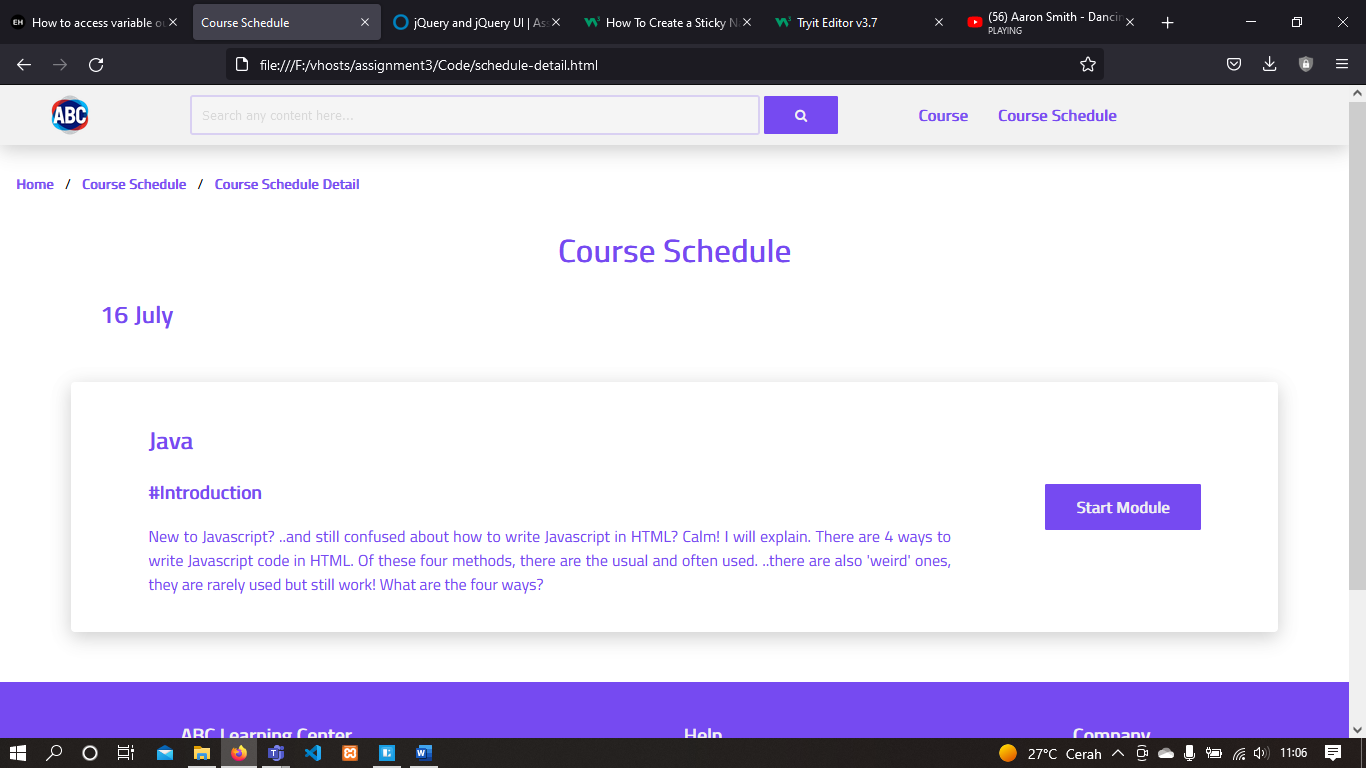 How to access variable ou
Course Schedule
jQuery and jQuery UI | Ass
How To Create a Sticky Na
Tryit Editor v3.7
(56) Aaron Smith - Dancin
PLAYING
file:///F:/vhosts/assignment3/Code/schedule-detail.html
ABC
Search any content here...
Course
Course Schedule
Home / Course Schedule / Course Schedule Detail
Course Schedule
16 July
Java
#Introduction
New to Javascript? ..and still confused about how to write Javascript in HTML? Calm! I will explain. There are 4 ways to
write Javascript code in HTML. Of these four methods, there are the usual and often used. ..there are also 'weird' ones,
they are rarely used but still work! What are the four ways?
Start Module
ABC Learning Center
Help
Company
27°C Cerah
11:06